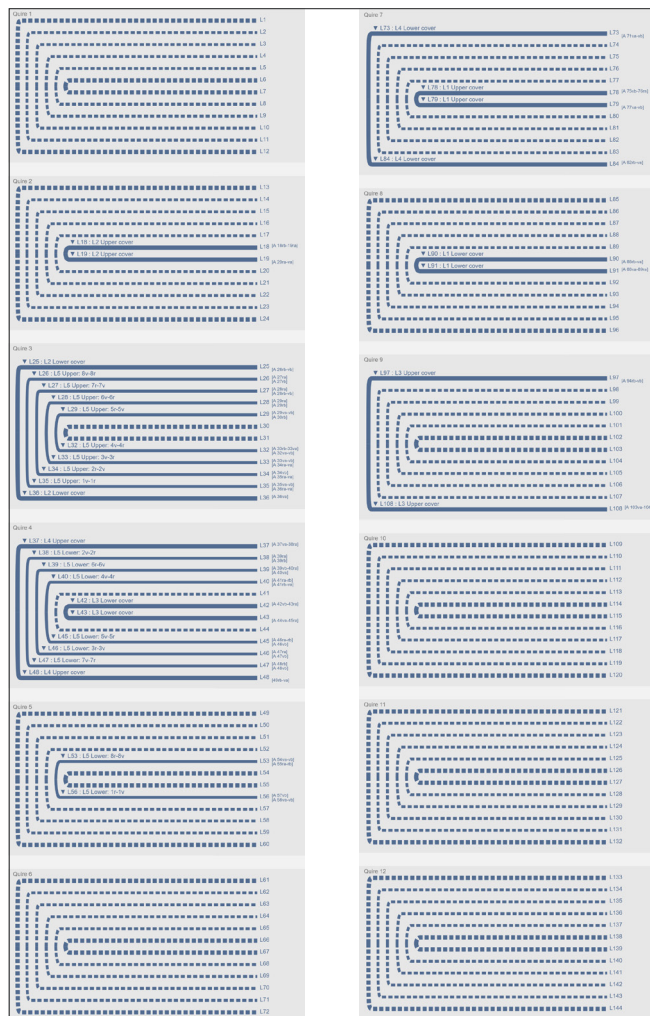 Quire 1
L1
L2
L3
L4
L5
L6
L7
L8
L9
L10
L11
L12
Quire 2
L13
L14
L15
L16
L17
▼ L18 : L2 Upper cover
L18
▼ L19 : L2 Upper cover
L19
L20
L21
L22
L23
L24
Quire 3
▼ L25 : L2 Lower cover
L25
▼ L26 : L5 Upper: 8v-8r
L26
▼ L27 : L5 Upper: 7r-7v
L27
▼ L28 : L5 Upper: 6v-6r
L28
▼ L29 : L5 Upper: 5r-5v
L29
L30
L31
▼ L32 : L5 Upper: 4v-4r
L32
▼ L33 : L5 Upper: 3v-3r
L33
▼ L34 : L5 Upper: 2r-2v
L34
▼ L35 : L5 Upper: 1v-1r
L35
▼ L36 : L2 Lower cover
L36
Quire 4
▼ L37 : L4 Upper cover
L37
▼ L38 : L5 Lower: 2v-2r
L38
▼ L39 : L5 Lower: 6r-6v
L39
▼ L40 : L5 Lower: 4v-4r
L40
L41
▼ L42 : L3 Lower cover
L42
▼ L43 : L3 Lower cover
L43
L44
▼ L45 : L5 Lower: 5v-5r
L45
▼ L46 : L5 Lower: 3r-3v
L46
▼ L47 : L5 Lower: 7v-7r
L47
▼ L48 : L4 Upper cover
L48
Quire 5
L49
L50
L51
L52
▼ L53 : L5 Lower: 8r-8v
L53
L54
L55
▼ L56 : L5 Lower: 1r-1v
L56
L57
L58
L59
L60
Quire 6
L61
L62
L63
L64
L65
L66
L67
L68
L69
L70
L71
L72
Quire 7
▼ L73 : L4 Lower cover
L73
L74
L75
L76
L77
▼ L78 : L1 Upper cover
L78
▼ L79 : L1 Upper cover
L79
L80
L81
L82
L83
▼ L84 : L4 Lower cover
L84
Quire 8
L85
L86
L87
L88
L89
▼ L90 : L1 Lower cover
L90
▼ L91 : L1 Lower cover
L91
L92
L93
L94
L95
L96
Quire 9
▼ L97 : L3 Upper cover
L97
L98
L99
L100
L101
L102
L103
L104
L105
L106
L107
▼ L108 : L3 Upper cover
L108
Quire 10
L109
L110
L111
L112
L113
L114
L115
L116
L117
L118
L119
L120
Quire 11
L121
L122
L123
L124
L125
L126
L127
L128
L129
L130
L131
L132
Quire 12
L133
L134
L135
L136
L137
L138
L139
L140
L141
L142
L143
L144